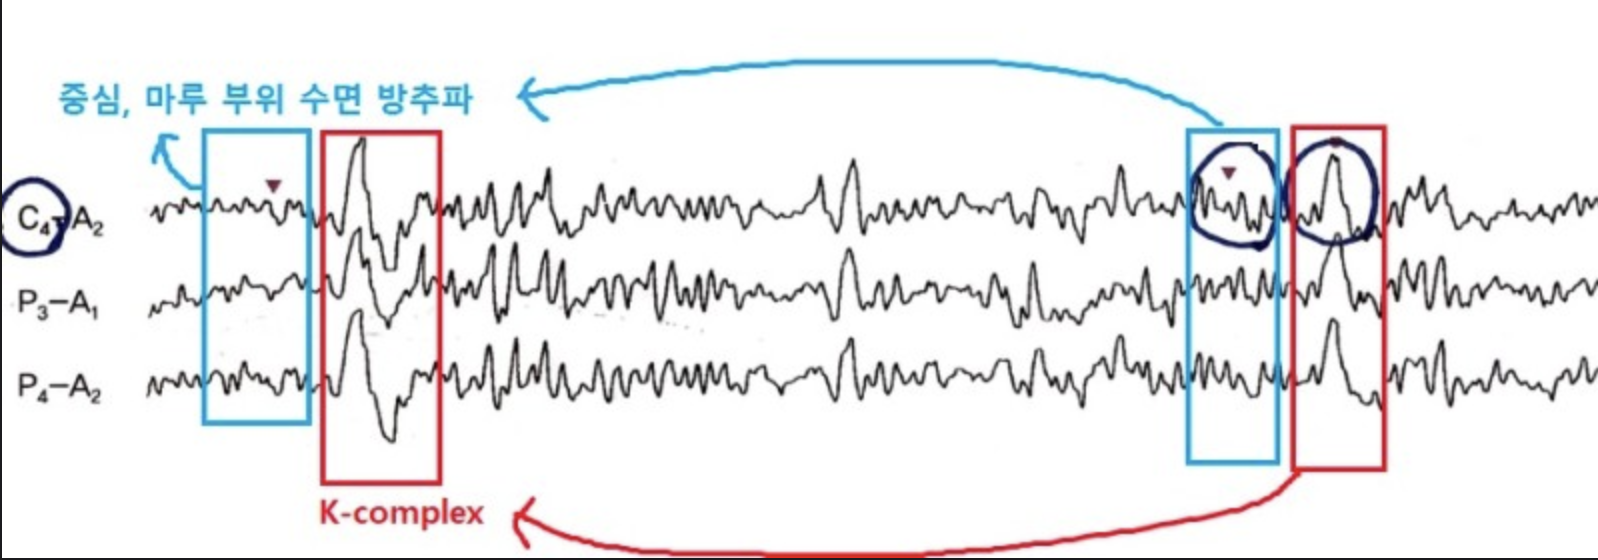 중심, 마루 부위 수면 방추파
C₄-A₂
P₃-A₁
P₄-A₂
K-complex